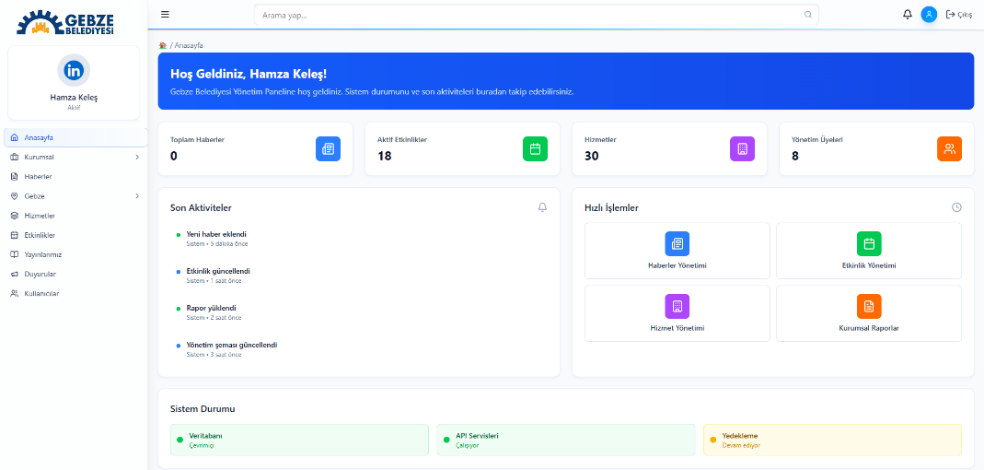 GEBZE
BELEDİYESİ
in
Hamza Keleş
Aktif
Anasayfa
Kurumsal
Haberler
Gebze
Hizmetler
Etkinlikler
Yayınlarımız
Duyurular
Kullanıcılar
Arama yap...
Çıkış
/ Anasayfa
Hoş Geldiniz, Hamza Keleş!
Gebze Belediyesi Yönetim Paneline hoş geldiniz. Sistem durumunu ve son aktiviteleri buradan takip edebilirsiniz.
Toplam Haberler
0
Aktif Etkinlikler
18
Hizmetler
30
Yönetim Üyeleri
8
Son Aktiviteler
Yeni haber eklendi
Sistem • 5 dakika önce
Etkinlik güncellendi
Sistem • 1 saat önce
Rapor yüklendi
Sistem • 2 saat önce
Yönetim şeması güncellendi
Sistem • 3 saat önce
Hızlı İşlemler
Haberler Yönetimi
Etkinlik Yönetimi
Hizmet Yönetimi
Kurumsal Raporlar
Sistem Durumu
Veritabanı
Çevrimiçi
API Servisleri
Çalışıyor
Yedekleme
Devam ediyor